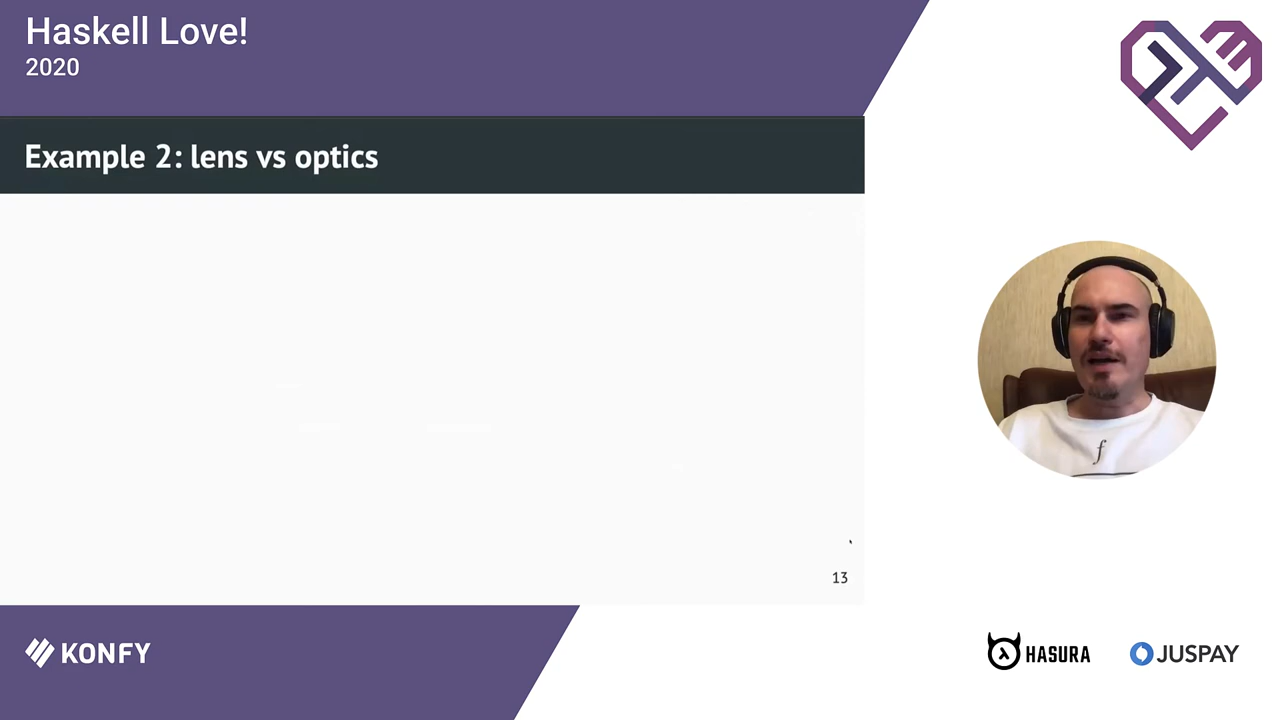 Haskell Love!
2020
Example 2: lens vs optics
f
13
KONFY
HASURA
JUSPAY